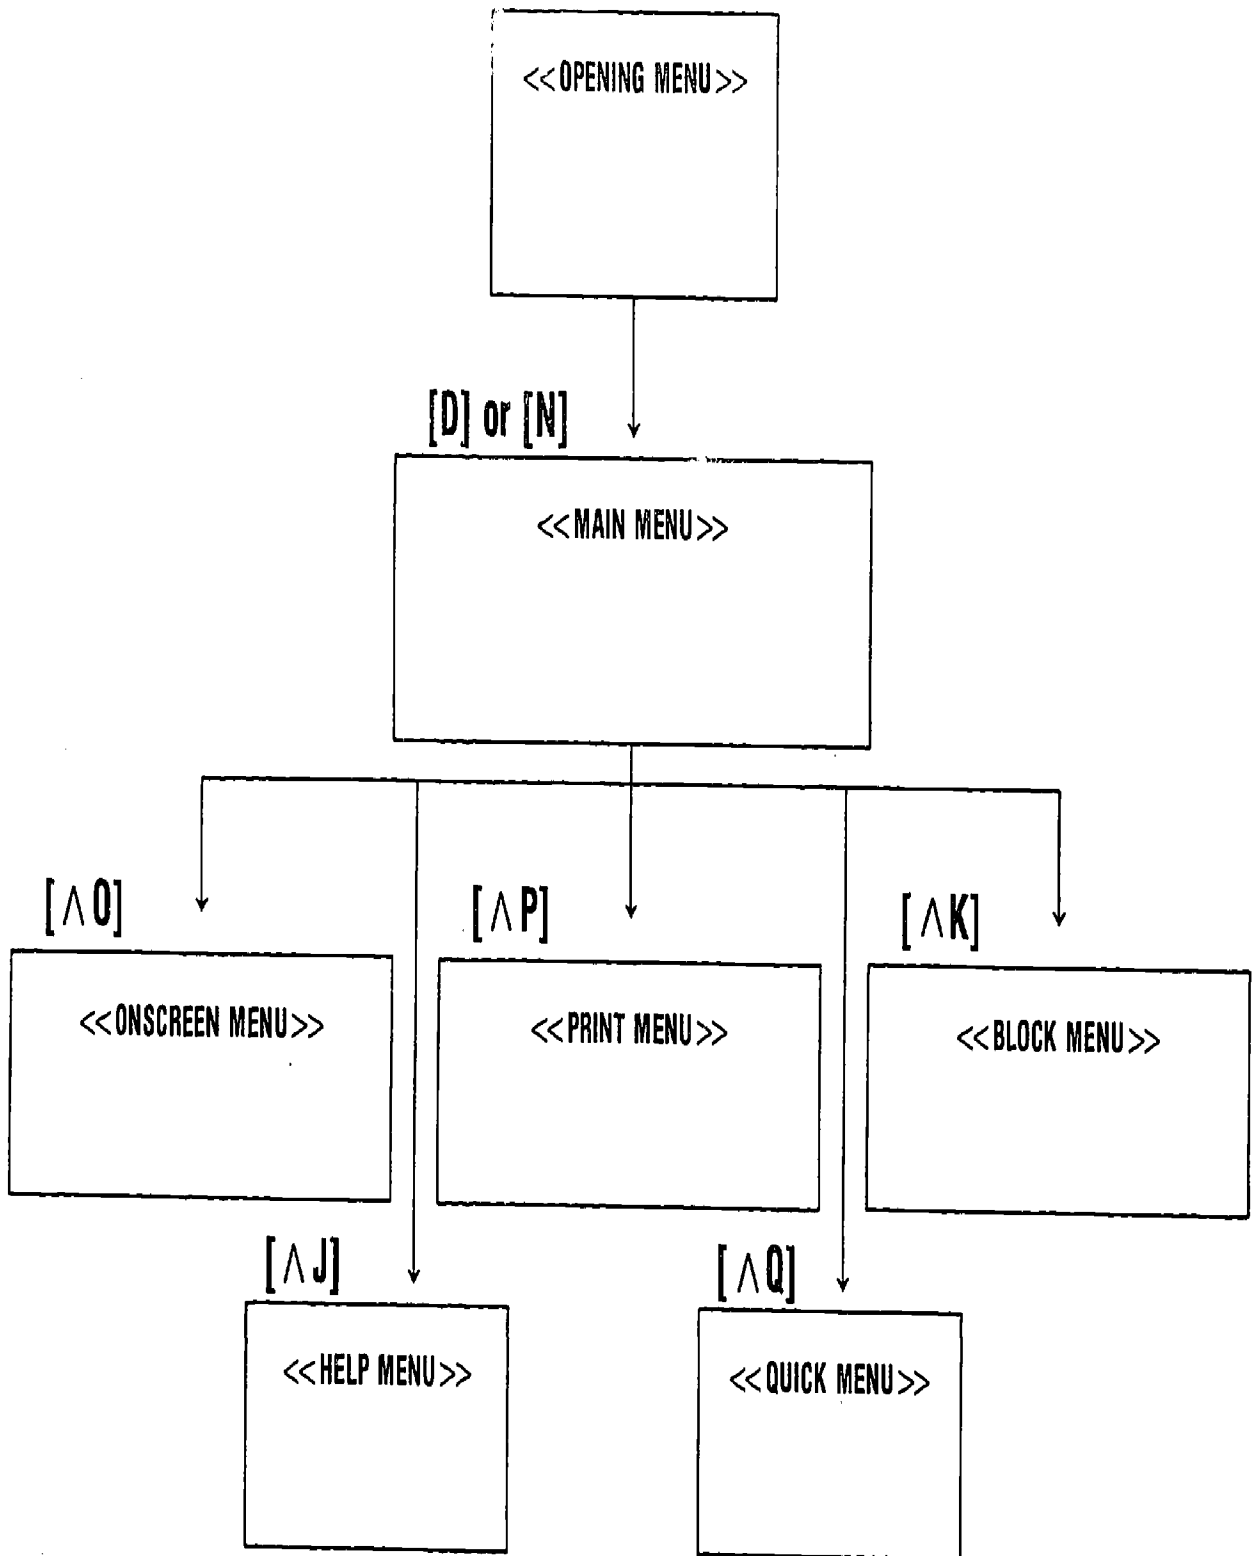 <<OPENING MENU>>
[D] or [N]
<<MAIN MENU>>
[∧O]
[∧P]
[∧K]
<<ONSCREEN MENU>>
<<PRINT MENU>>
<<BLOCK MENU>>
[∧J]
[∧Q]
<<HELP MENU>>
<<QUICK MENU>>